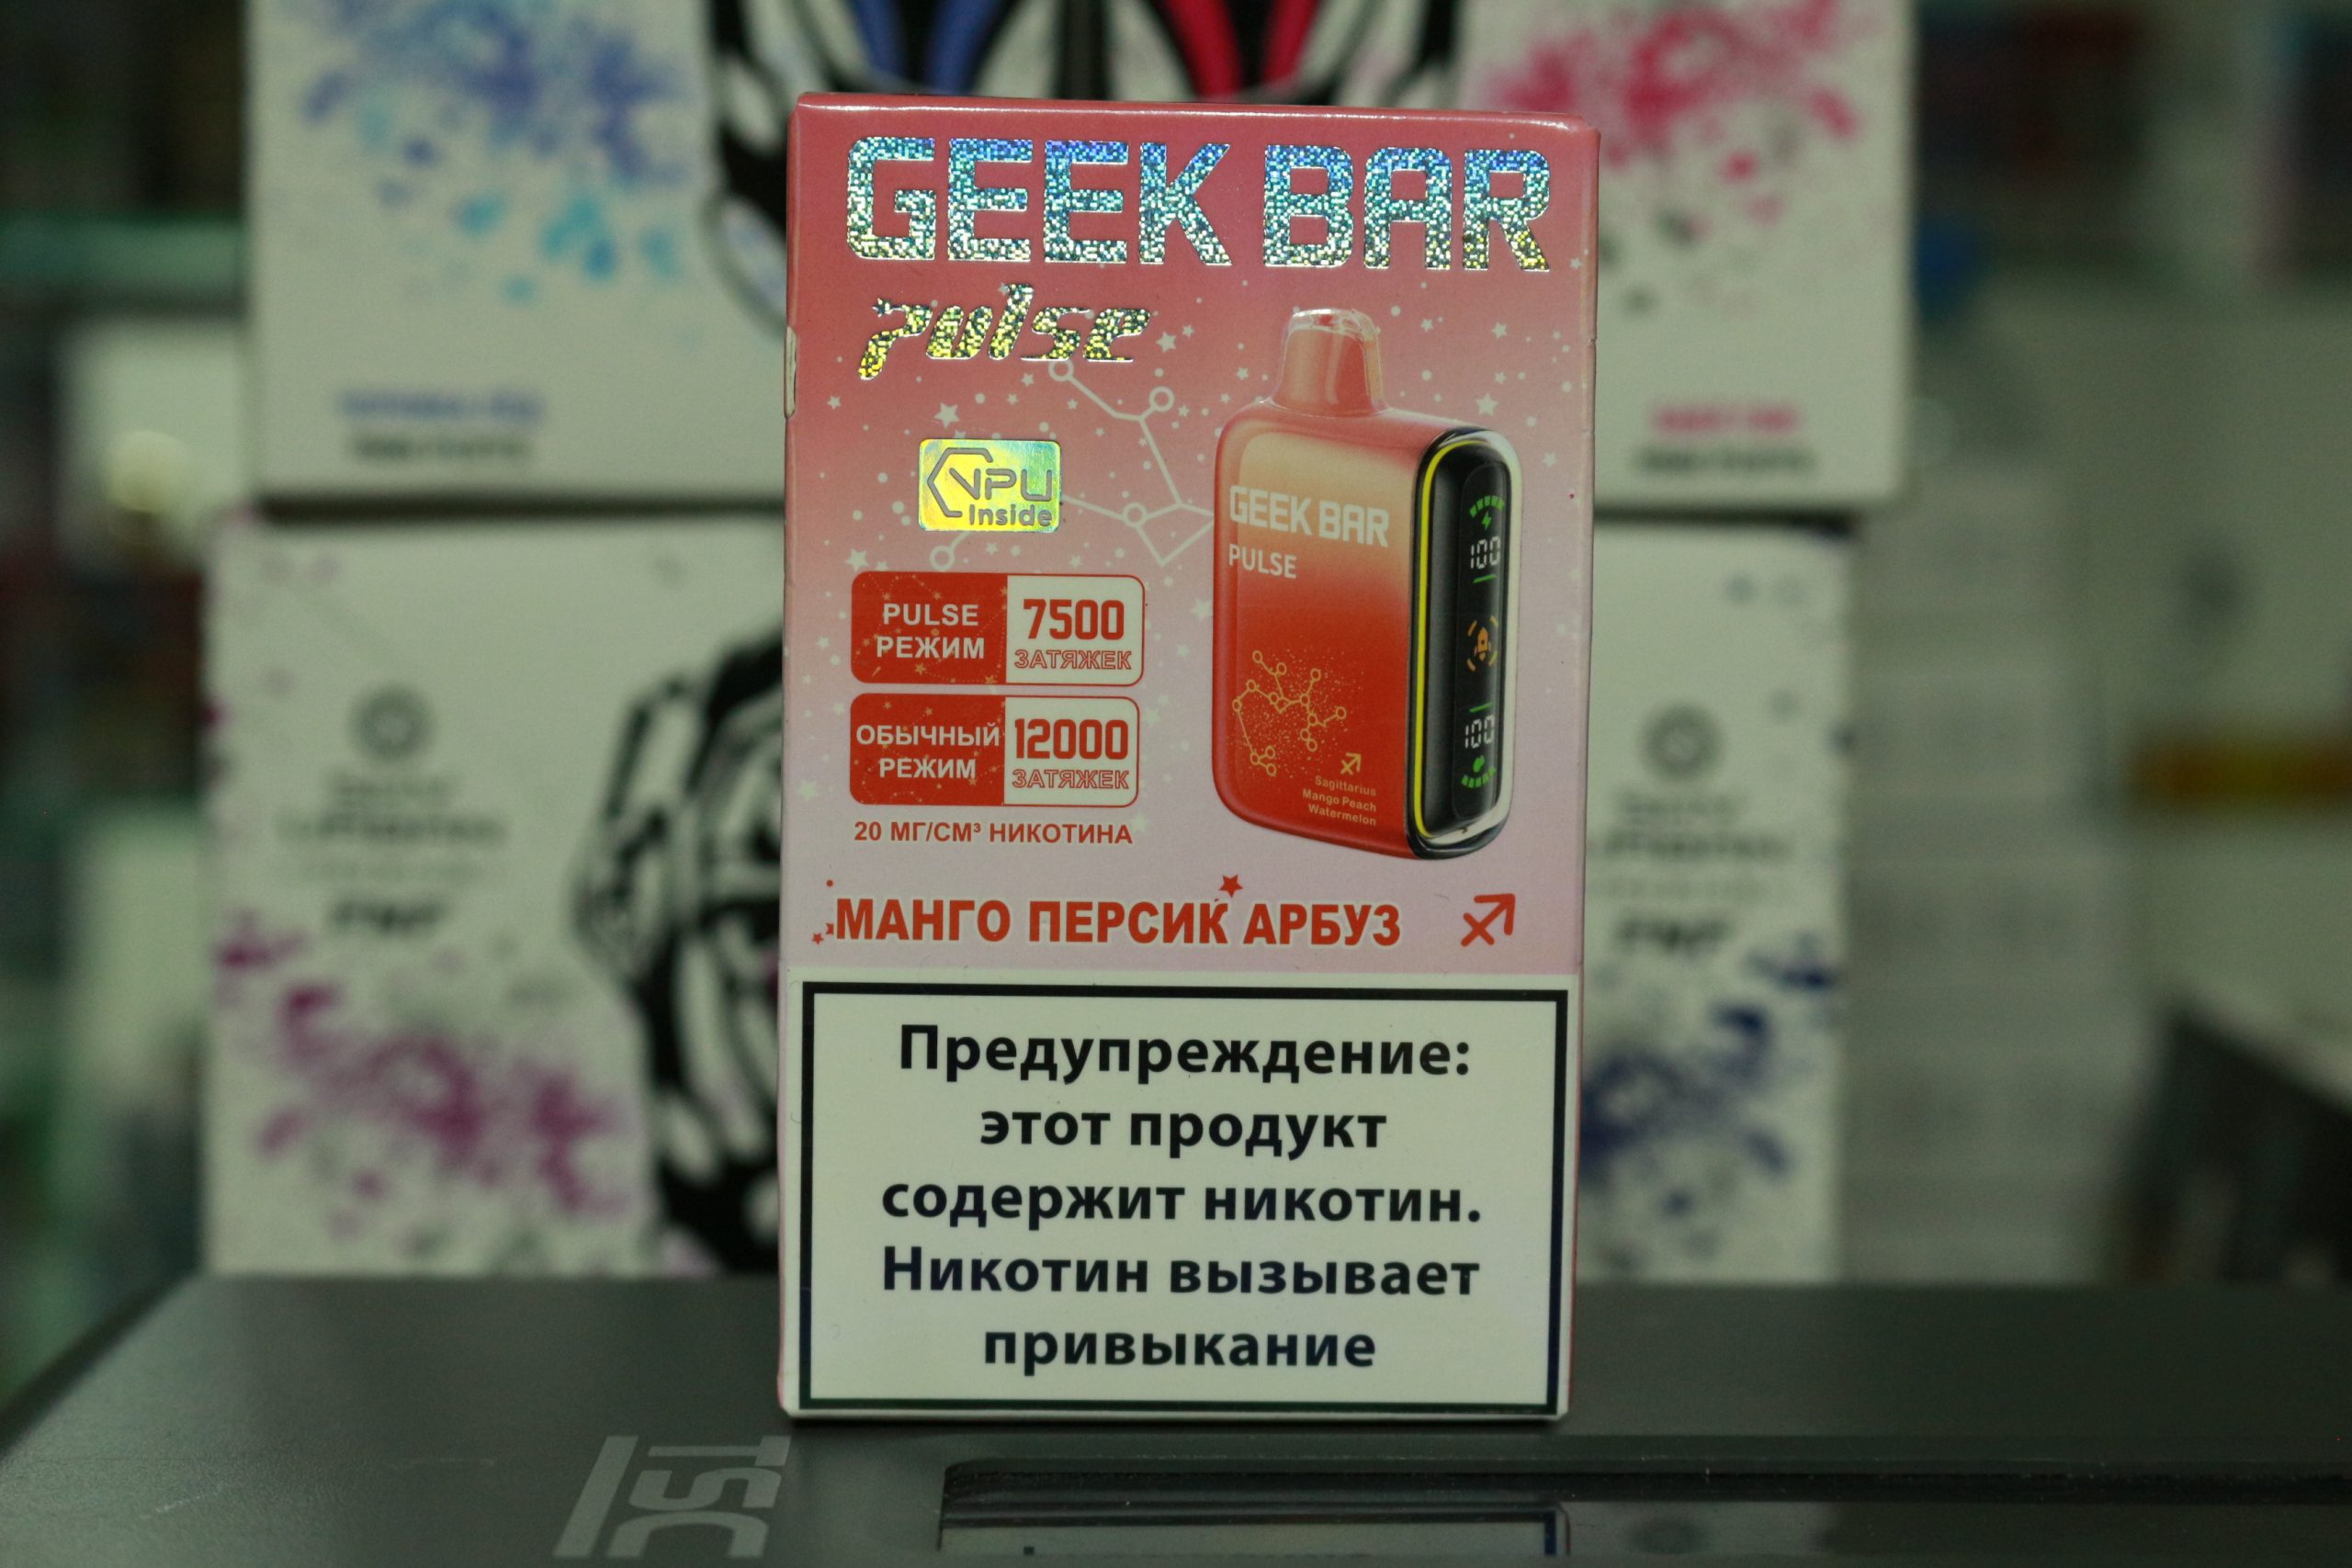 GEEK BAR
pulse
VPU
Inside
PULSE
РЕЖИМ
7500
ЗАТЯЖЕК
ОБЫЧНЫЙ
РЕЖИМ
12000
ЗАТЯЖЕК
20 МГ/СМ³ НИКОТИНА
GEEK BAR
PULSE
100
100
Sagittarius
Mango Peach
Watermelon
МАНГО ПЕРСИК АРБУЗ
Предупреждение:
этот продукт
содержит никотин.
Никотин вызывает
привыкание